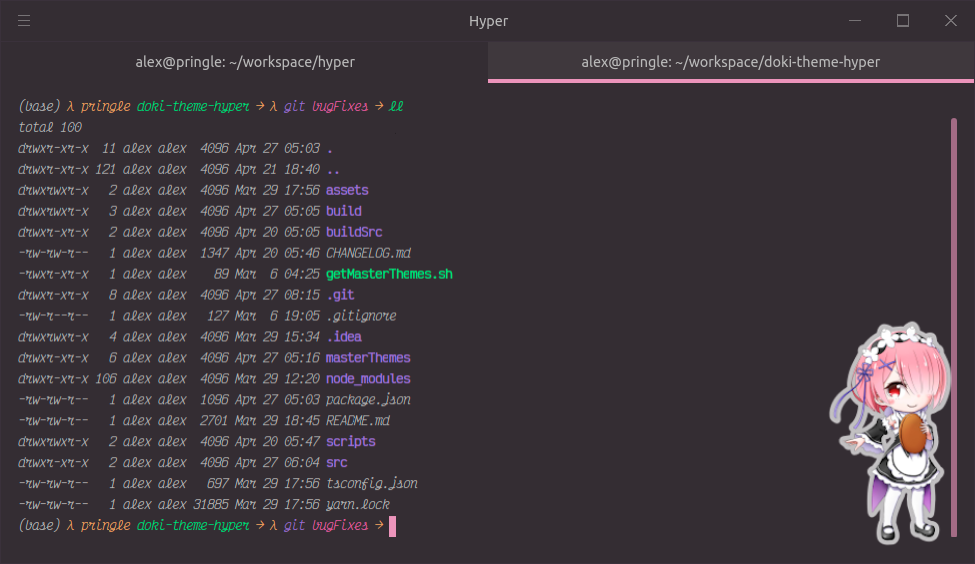 Hyper
alex@pringle: ~/workspace/hyper
alex@pringle: ~/workspace/doki-theme-hyper
(base) λ pringle doki-theme-hyper → λ git bugFixes → ll
total 100
drwxr-xr-x  11 alex alex  4096 Apr 27 05:03 .
drwxr-xr-x 121 alex alex  4096 Apr 21 18:40 ..
drwxrwxr-x   2 alex alex  4096 Mar 29 17:56 assets
drwxrwxr-x   3 alex alex  4096 Apr 27 05:05 build
drwxrwxr-x   2 alex alex  4096 Apr 20 05:05 buildSrc
-rw-rw-r--   1 alex alex  1347 Apr 20 05:46 CHANGELOG.md
-rwxr-xr-x   1 alex alex    89 Mar  6 04:25 getMasterThemes.sh
drwxr-xr-x   8 alex alex  4096 Apr 27 08:15 .git
-rw-r--r--   1 alex alex   127 Mar  6 19:05 .gitignore
drwxrwxr-x   4 alex alex  4096 Mar 29 15:34 .idea
drwxr-xr-x   6 alex alex  4096 Apr 27 05:16 masterThemes
drwxr-xr-x 106 alex alex  4096 Mar 29 12:20 node_modules
-rw-rw-r--   1 alex alex  1096 Apr 27 05:03 package.json
-rw-rw-r--   1 alex alex  2701 Mar 29 18:45 README.md
drwxrwxr-x   2 alex alex  4096 Apr 20 05:47 scripts
drwxr-xr-x   2 alex alex  4096 Apr 27 06:04 src
-rw-rw-r--   1 alex alex   697 Mar 29 17:56 tsconfig.json
-rw-rw-r--   1 alex alex 31885 Mar 29 17:56 yarn.lock
(base) λ pringle doki-theme-hyper → λ git bugFixes →